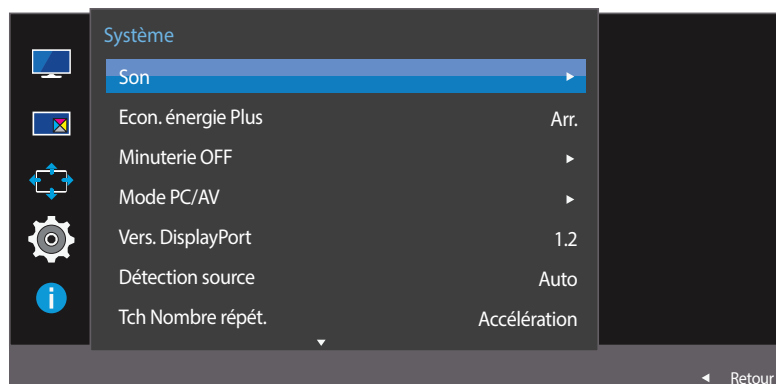 Système
Son
Econ. énergie Plus Arr.
Minuterie OFF
Mode PC/AV
Vers. DisplayPort 1.2
Détection source Auto
Tch Nombre répét. Accélération
Retour